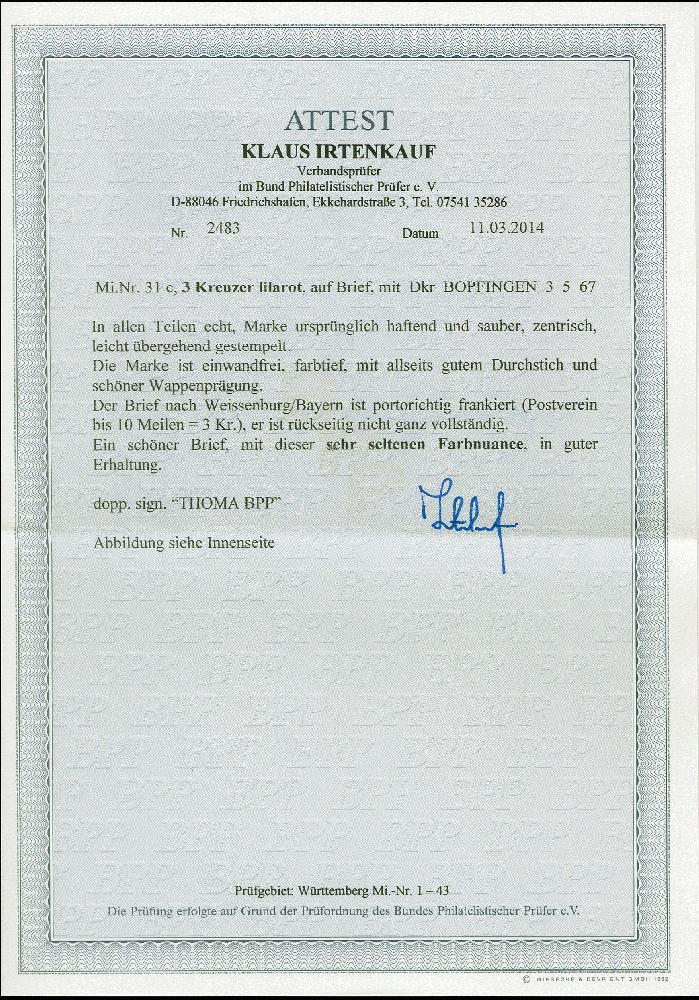 ATTEST
KLAUS IRTENKAUF
Verbandsprüfer
im Bund Philatelistischer Prüfer e. V.
D-88046 Friedrichshafen, Ekkehardstraße 3, Tel. 07541 35286
Nr. 2483 Datum 11.03.2014
Mi.Nr. 31 c, 3 Kreuzer lilarot, auf Brief, mit Dkr BOPFINGEN 3 5 67
In allen Teilen echt, Marke ursprünglich haftend und sauber, zentrisch,
leicht übergehend gestempelt.
Die Marke ist einwandfrei, farbtief, mit allseits gutem Durchstich und
schöner Wappenprägung.
Der Brief nach Weissenburg/Bayern ist portorichtig frankiert (Postverein
bis 10 Meilen = 3 Kr.), er ist rückseitig nicht ganz vollständig.
Ein schöner Brief, mit dieser sehr seltenen Farbnuance, in guter
Erhaltung.
dopp. sign. “THOMA BPP”
Abbildung siehe Innenseite
Prüfgebiet: Württemberg Mi.-Nr. 1 – 43
Die Prüfung erfolgte auf Grund der Prüfordnung des Bundes Philatelistischer Prüfer e.V.
© GIESECKE & DEVRIENT GMBH 1992